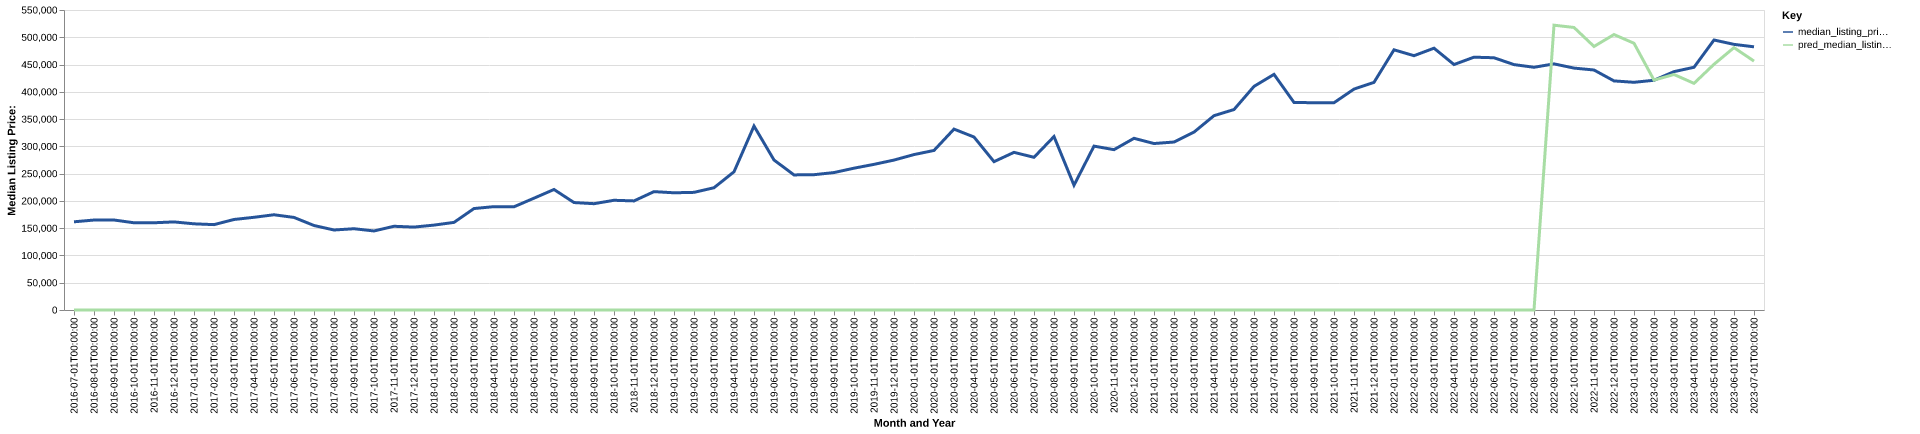 550,000
500,000
450,000
400,000
350,000
300,000
250,000
200,000
150,000
100,000
50,000
0
Median Listing Price:
2016-07-01T00:00:00
2016-08-01T00:00:00
2016-09-01T00:00:00
2016-10-01T00:00:00
2016-11-01T00:00:00
2016-12-01T00:00:00
2017-01-01T00:00:00
2017-02-01T00:00:00
2017-03-01T00:00:00
2017-04-01T00:00:00
2017-05-01T00:00:00
2017-06-01T00:00:00
2017-07-01T00:00:00
2017-08-01T00:00:00
2017-09-01T00:00:00
2017-10-01T00:00:00
2017-11-01T00:00:00
2017-12-01T00:00:00
2018-01-01T00:00:00
2018-02-01T00:00:00
2018-03-01T00:00:00
2018-04-01T00:00:00
2018-05-01T00:00:00
2018-06-01T00:00:00
2018-07-01T00:00:00
2018-08-01T00:00:00
2018-09-01T00:00:00
2018-10-01T00:00:00
2018-11-01T00:00:00
2018-12-01T00:00:00
2019-01-01T00:00:00
2019-02-01T00:00:00
2019-03-01T00:00:00
2019-04-01T00:00:00
2019-05-01T00:00:00
2019-06-01T00:00:00
2019-07-01T00:00:00
2019-08-01T00:00:00
2019-09-01T00:00:00
2019-10-01T00:00:00
2019-11-01T00:00:00
2019-12-01T00:00:00
2020-01-01T00:00:00
2020-02-01T00:00:00
2020-03-01T00:00:00
2020-04-01T00:00:00
2020-05-01T00:00:00
2020-06-01T00:00:00
2020-07-01T00:00:00
2020-08-01T00:00:00
2020-09-01T00:00:00
2020-10-01T00:00:00
2020-11-01T00:00:00
2020-12-01T00:00:00
2021-01-01T00:00:00
2021-02-01T00:00:00
2021-03-01T00:00:00
2021-04-01T00:00:00
2021-05-01T00:00:00
2021-06-01T00:00:00
2021-07-01T00:00:00
2021-08-01T00:00:00
2021-09-01T00:00:00
2021-10-01T00:00:00
2021-11-01T00:00:00
2021-12-01T00:00:00
2022-01-01T00:00:00
2022-02-01T00:00:00
2022-03-01T00:00:00
2022-04-01T00:00:00
2022-05-01T00:00:00
2022-06-01T00:00:00
2022-07-01T00:00:00
2022-08-01T00:00:00
2022-09-01T00:00:00
2022-10-01T00:00:00
2022-11-01T00:00:00
2022-12-01T00:00:00
2023-01-01T00:00:00
2023-02-01T00:00:00
2023-03-01T00:00:00
2023-04-01T00:00:00
2023-05-01T00:00:00
2023-06-01T00:00:00
2023-07-01T00:00:00
Month and Year
Key
median_listing_pri…
pred_median_listin…